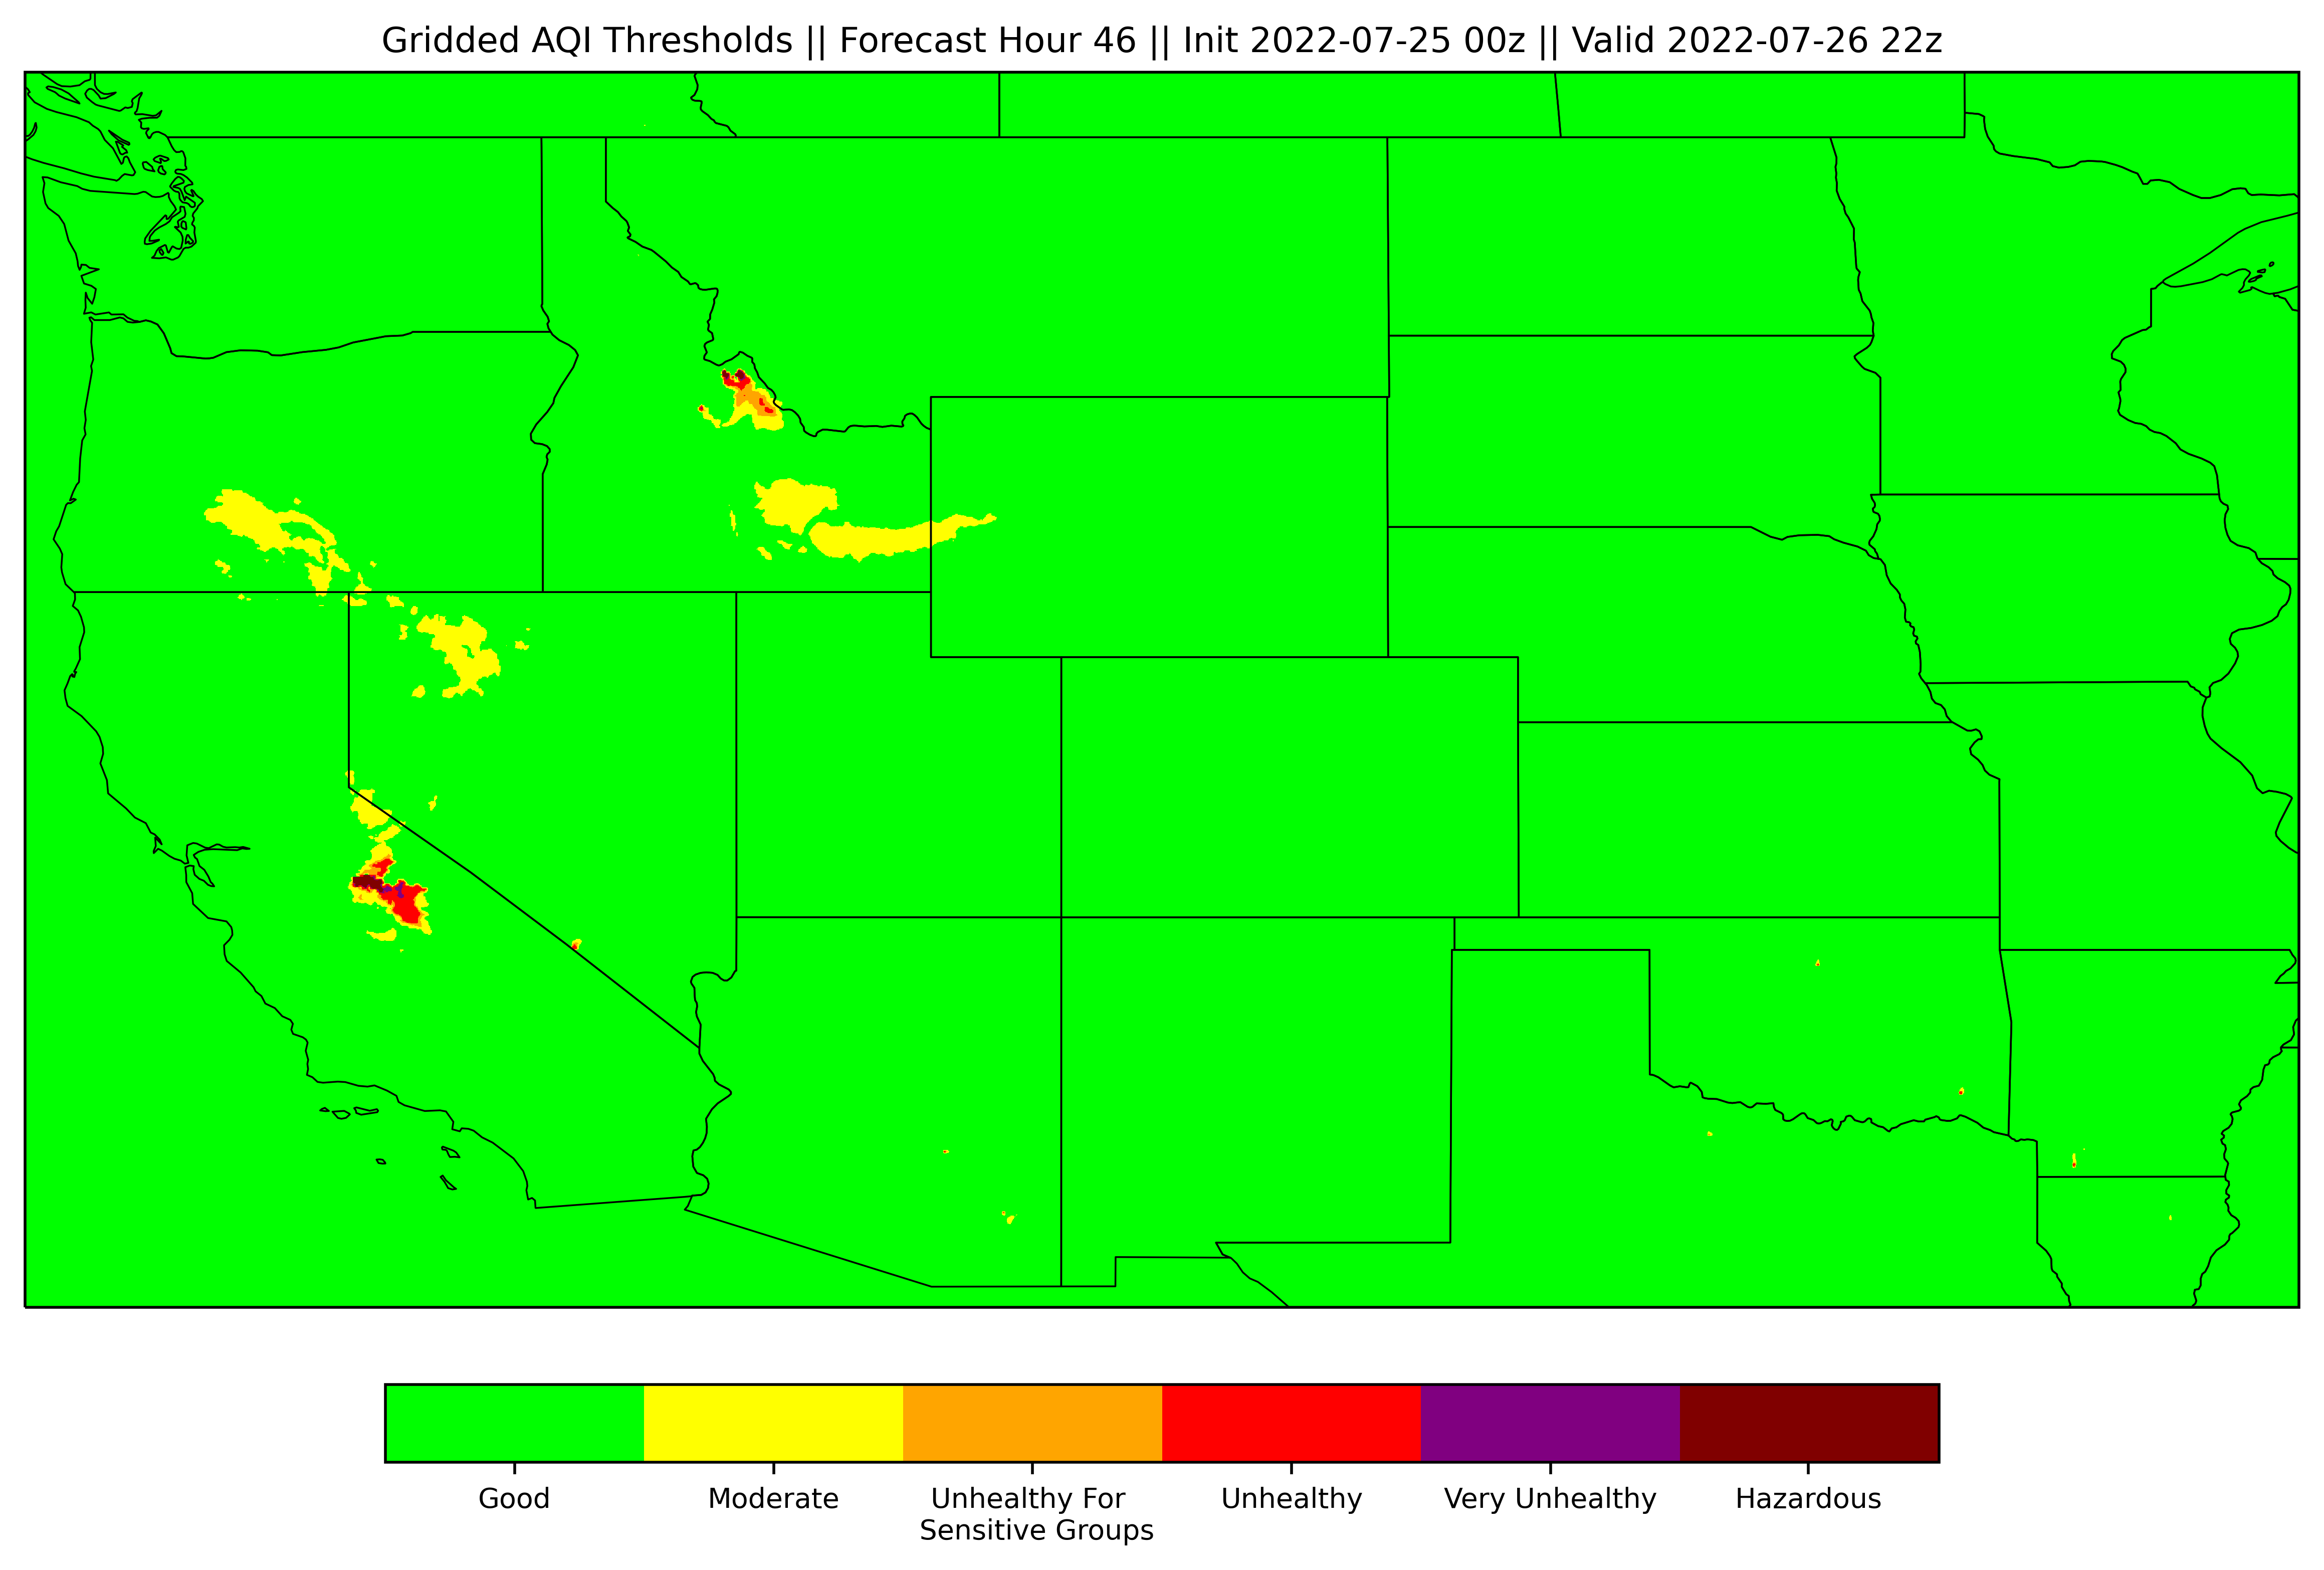 Gridded AQI Thresholds || Forecast Hour 46 || Init 2022-07-25 00z || Valid 2022-07-26 22z
Good
Moderate
Unhealthy For
Sensitive Groups
Unhealthy
Very Unhealthy
Hazardous